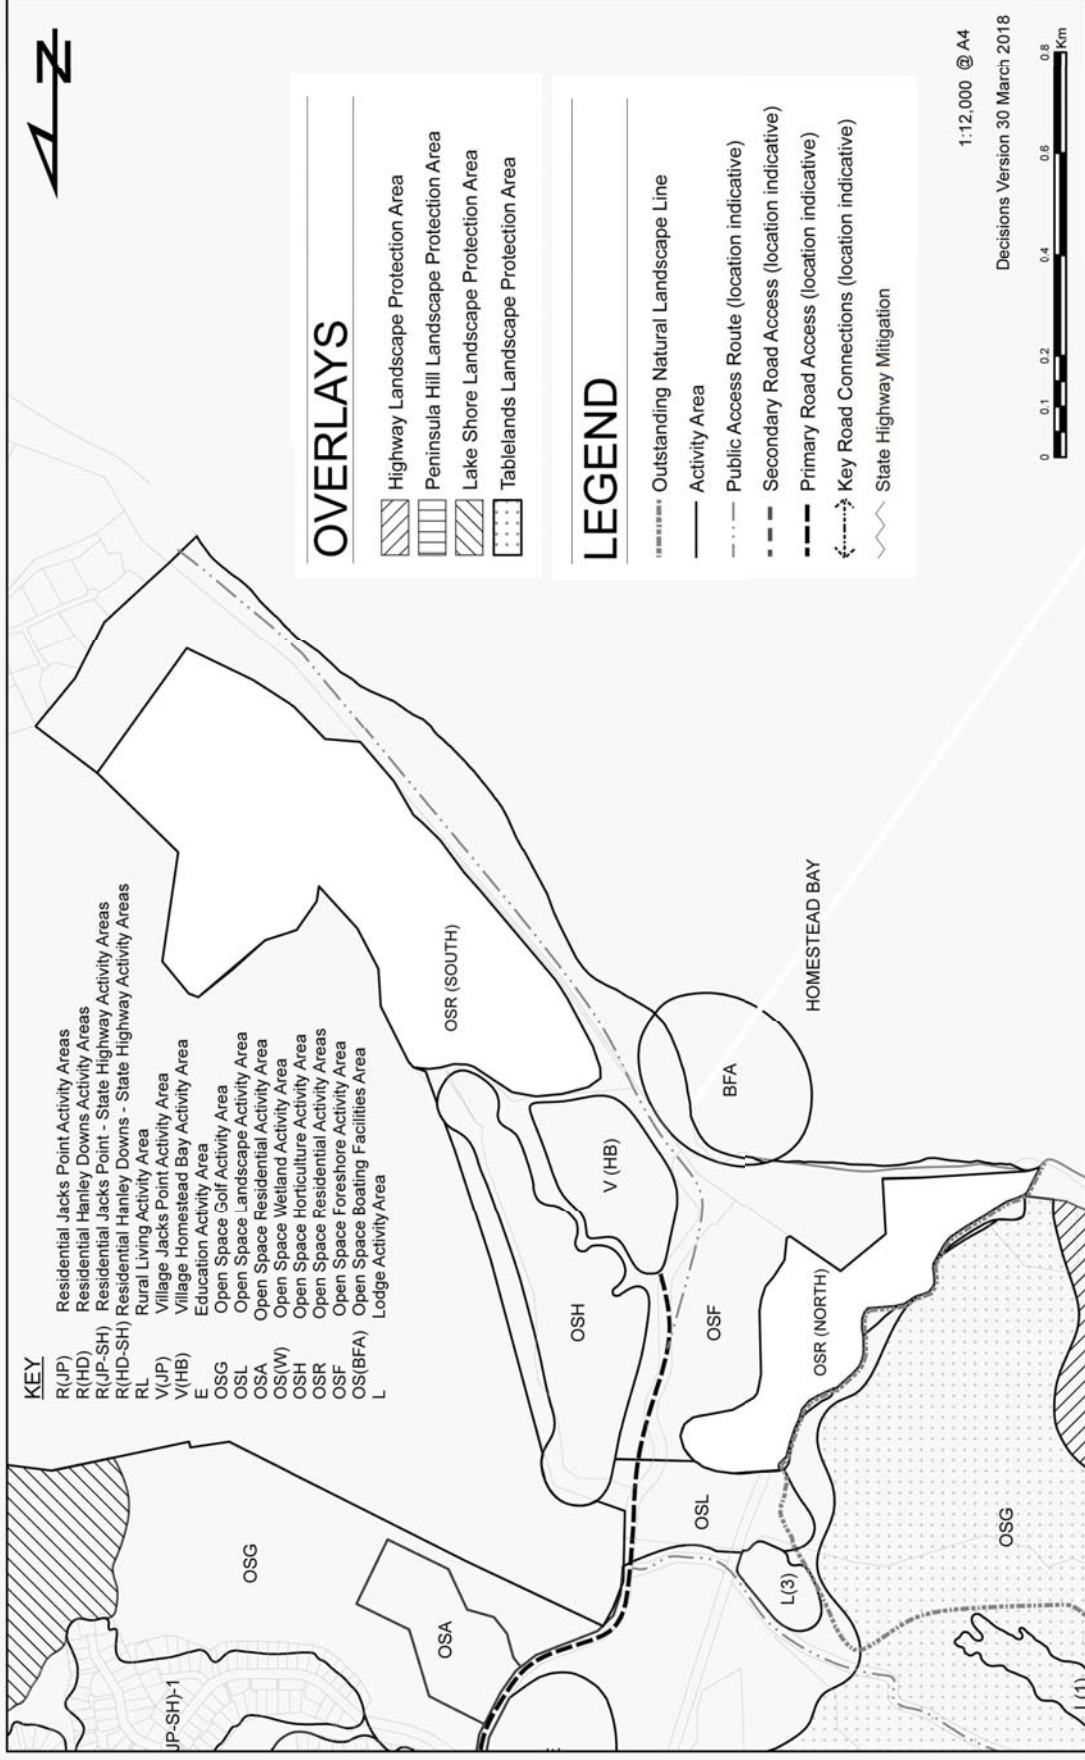 KEY
R(JP) Residential Jacks Point Activity Areas
R(HD) Residential Hanley Downs Activity Areas
R(JP-SH) Residential Jacks Point - State Highway Activity Areas
R(HD-SH) Residential Hanley Downs - State Highway Activity Areas
RL Rural Living Activity Area
V(JP) Village Jacks Point Activity Area
V(HB) Village Homestead Bay Activity Area
E Education Activity Area
OSG Open Space Golf Activity Area
OSL Open Space Landscape Activity Area
OSA Open Space Residential Activity Area
OS(W) Open Space Wetland Activity Area
OSH Open Space Horticulture Activity Area
OSR Open Space Residential Activity Areas
OSF Open Space Foreshore Activity Area
OS(BFA) Open Space Boating Facilities Area
L Lodge Activity Area
JP-SH)-1
OSG
OSA
OSH
OSR (SOUTH)
V (HB)
OSL
OSF
BFA
L(3)
OSR (NORTH)
HOMESTEAD BAY
OSG
L(1)
N
OVERLAYS
Highway Landscape Protection Area
Peninsula Hill Landscape Protection Area
Lake Shore Landscape Protection Area
Tablelands Landscape Protection Area
LEGEND
Outstanding Natural Landscape Line
Activity Area
Public Access Route (location indicative)
Secondary Road Access (location indicative)
Primary Road Access (location indicative)
Key Road Connections (location indicative)
State Highway Mitigation
1:12,000 @ A4
Decisions Version 30 March 2018
0 0.1 0.2 0.4 0.6 0.8
Km